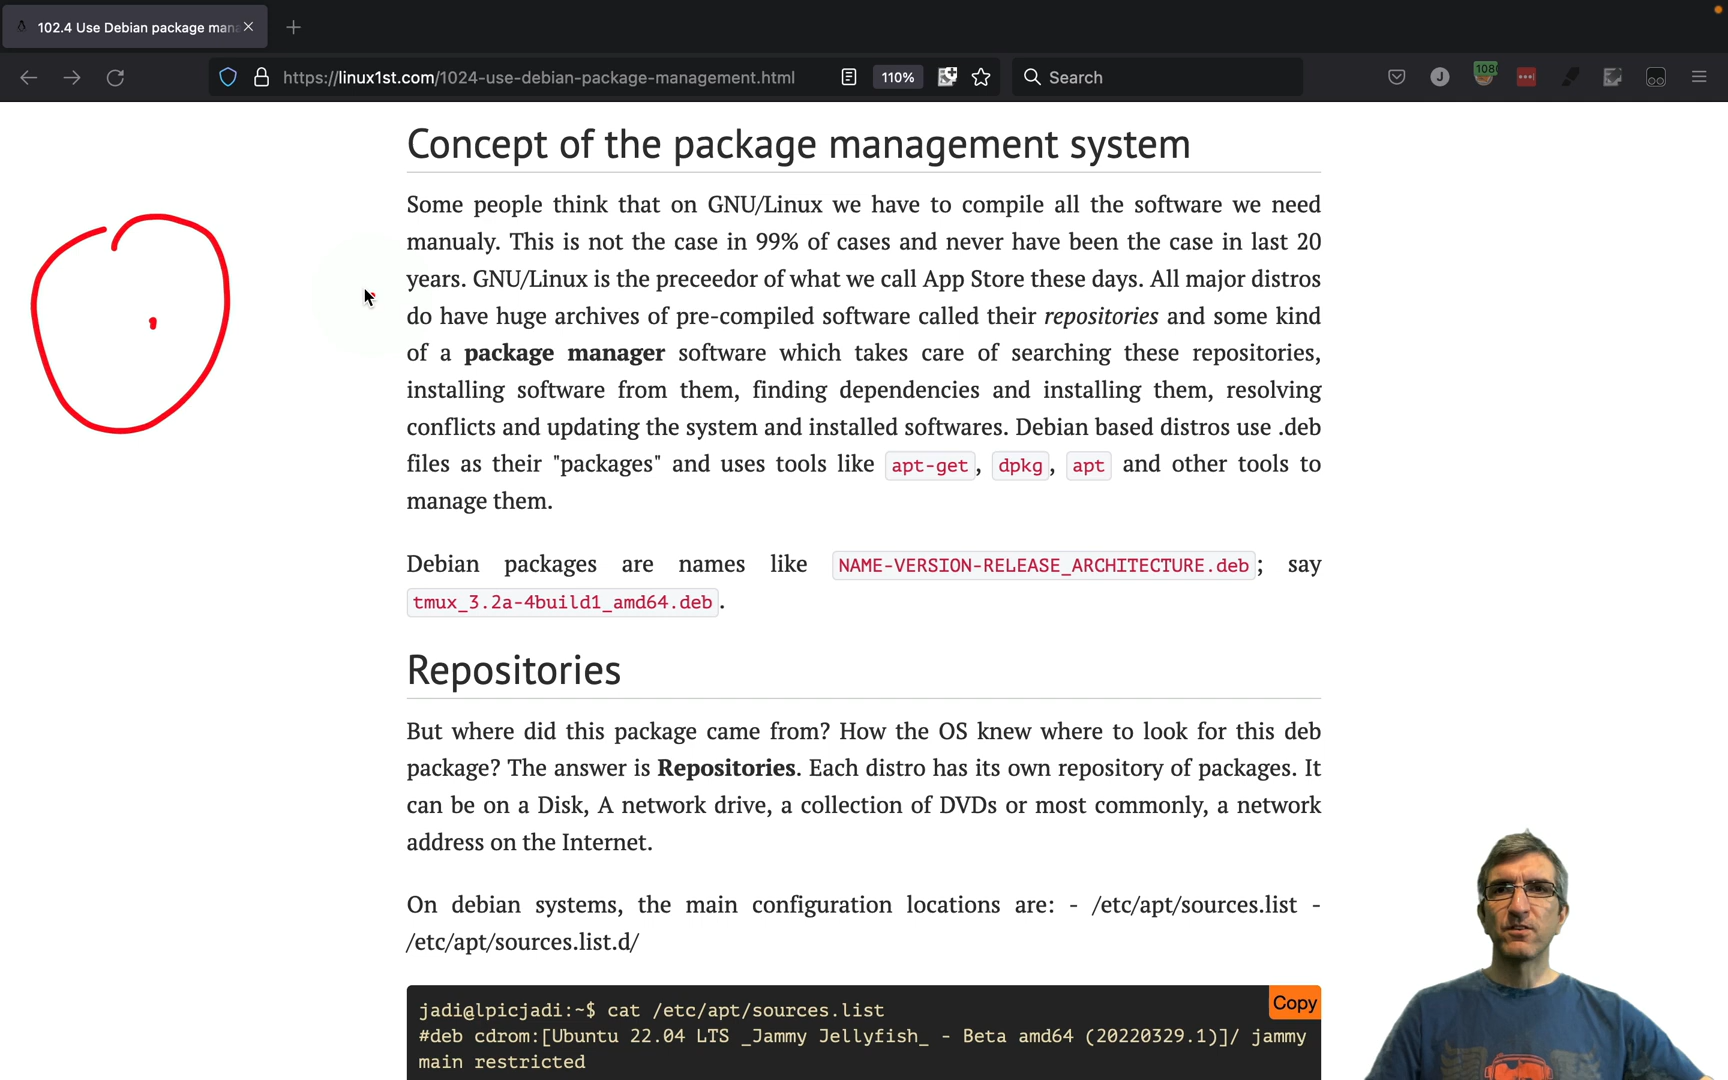 102.4 Use Debian package man
https://linux1st.com/1024-use-debian-package-management.html
110%
Search
J
108
Concept of the package management system
Some people think that on GNU/Linux we have to compile all the software we need
manualy. This is not the case in 99% of cases and never have been the case in last 20
years. GNU/Linux is the preceedor of what we call App Store these days. All major distros
do have huge archives of pre-compiled software called their repositories and some kind
of a package manager software which takes care of searching these repositories,
installing software from them, finding dependencies and installing them, resolving
conflicts and updating the system and installed softwares. Debian based distros use .deb
files as their "packages" and uses tools like apt-get, dpkg, apt and other tools to
manage them.
Debian packages are names like NAME-VERSION-RELEASE_ARCHITECTURE.deb; say
tmux_3.2a-4build1_amd64.deb.
Repositories
But where did this package came from? How the OS knew where to look for this deb
package? The answer is Repositories. Each distro has its own repository of packages. It
can be on a Disk, A network drive, a collection of DVDs or most commonly, a network
address on the Internet.
On debian systems, the main configuration locations are: - /etc/apt/sources.list -
/etc/apt/sources.list.d/
Copy
jadi@lpicjadi:~$ cat /etc/apt/sources.list
#deb cdrom:[Ubuntu 22.04 LTS _Jammy Jellyfish_ - Beta amd64 (20220329.1)]/ jammy
main restricted